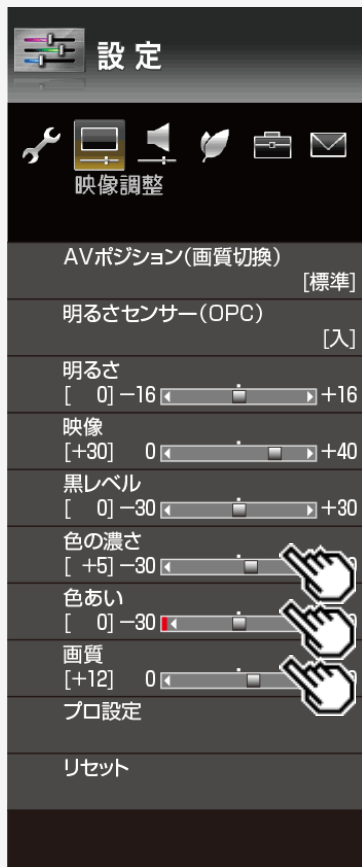 設定
映像調整
AVポジション(画質切換)
[標準]
明るさセンサー(OPC)
[入]
明るさ
[ 0] −16 +16
映像
[+30] 0 +40
黒レベル
[ 0] −30 +30
色の濃さ
[ +5] −30
色あい
[ 0] −30
画質
[+12] 0
プロ設定
リセット